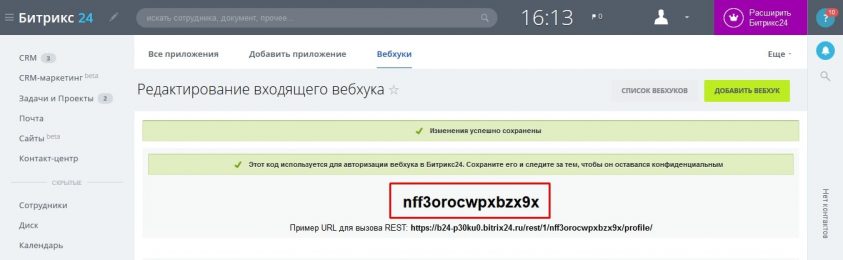 Битрикс 24
искать сотрудника, документ, прочее...
16:13
0
Расширить
Битрикс24
?
10
CRM 3
CRM-маркетинг beta
Задачи и Проекты 2
Почта
Сайты beta
Контакт-центр
СКРЫТЫЕ
Сотрудники
Диск
Календарь
Все приложения Добавить приложение Вебхуки Еще
Редактирование входящего вебхука
СПИСОК ВЕБХУКОВ ДОБАВИТЬ ВЕБХУК
Изменения успешно сохранены
Этот код используется для авторизации вебхука в Битрикс24. Сохраните его и следите за тем, чтобы он оставался конфиденциальным
nff3orocwpxbzx9x
Пример URL для вызова REST: https://b24-p30ku0.bitrix24.ru/rest/1/nff3orocwpxbzx9x/profile/
Нет контактов